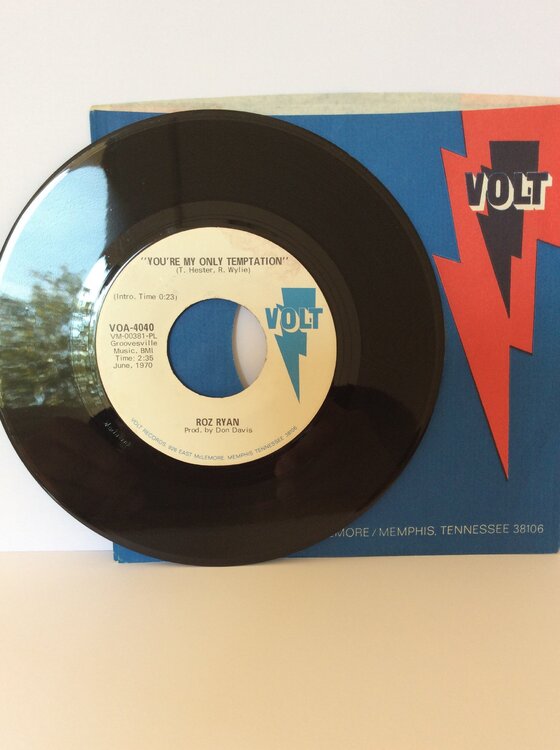 "YOU'RE MY ONLY TEMPTATION"
(T. Hester, R. Wylie)
(Intro. Time 0:23)
VOA-4040
VM-00381-PL
Groovesville
Music, BMI
Time: 2:35
June, 1970
VOLT
ROZ RYAN
Prod. by Don Davis
VOLT RECORDS, 926 EAST McLEMORE, MEMPHIS, TENNESSEE 38106
VOLT
EMORE / MEMPHIS, TENNESSEE 38106